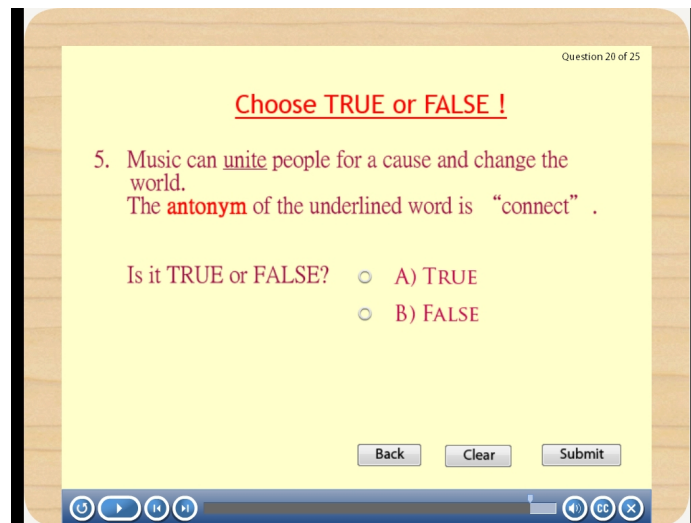 Question 20 of 25
Choose TRUE or FALSE !
5. Music can unite people for a cause and change the
world.
The antonym of the underlined word is “connect” .
Is it TRUE or FALSE? A) TRUE
B) FALSE
Back Clear Submit
CC